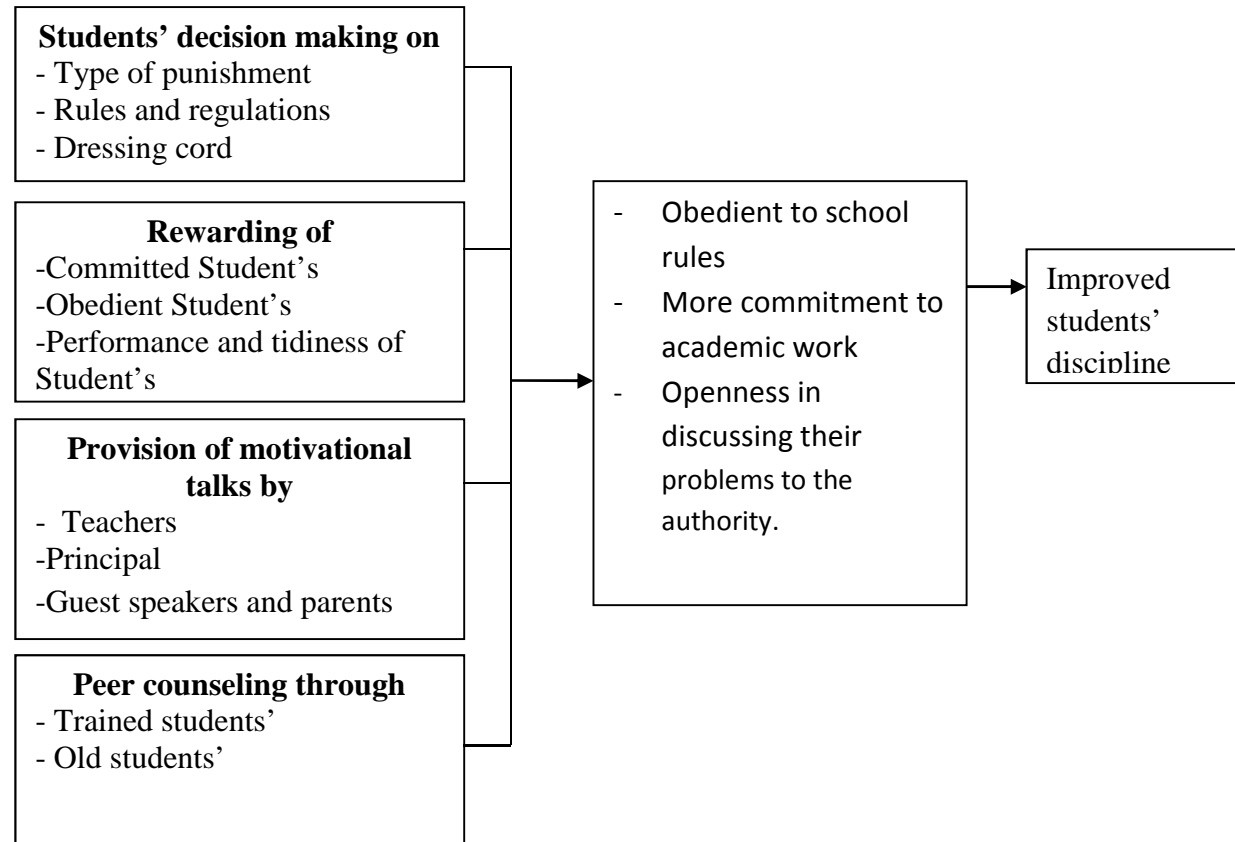 Students’ decision making on
- Type of punishment
- Rules and regulations
- Dressing cord
Rewarding of
-Committed Student’s
-Obedient Student’s
-Performance and tidiness of
Student’s
Provision of motivational
talks by
- Teachers
-Principal
-Guest speakers and parents
Peer counseling through
- Trained students’
- Old students’
- Obedient to school
rules
- More commitment to
academic work
- Openness in
discussing their
problems to the
authority.
Improved
students’
discipline